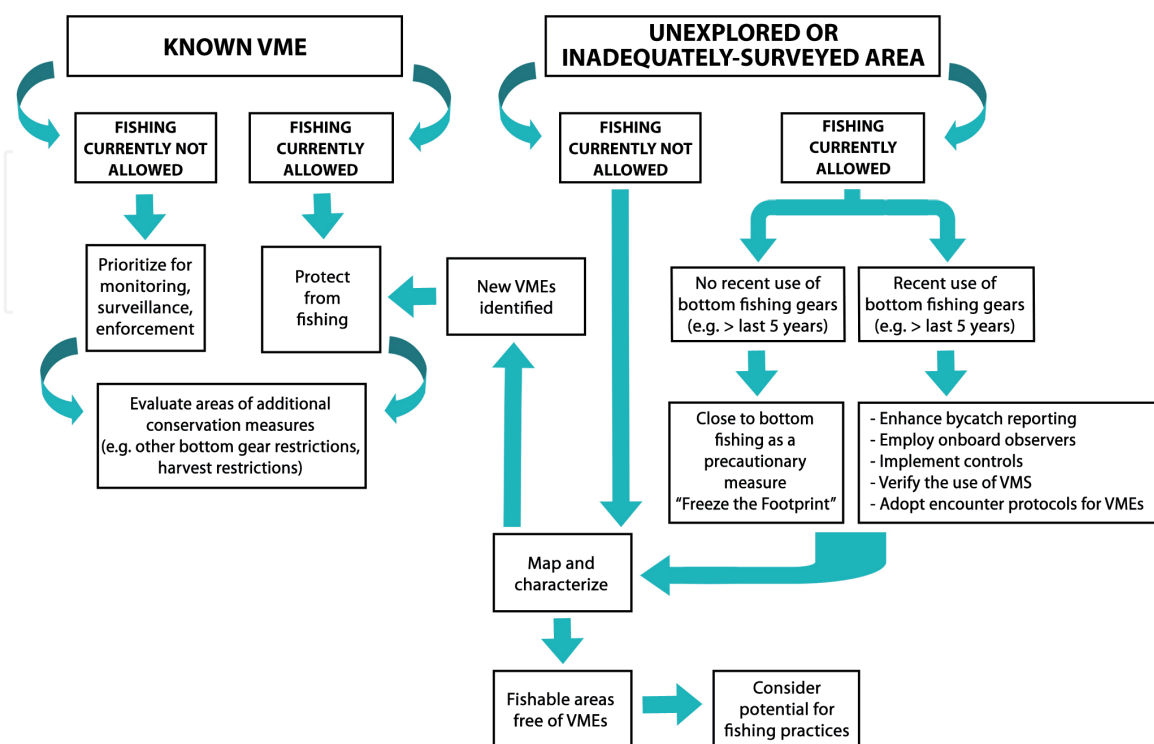 KNOWN VME
UNEXPLORED OR
INADEQUATELY-SURVEYED AREA
FISHING
CURRENTLY NOT
ALLOWED
FISHING
CURRENTLY
ALLOWED
FISHING
CURRENTLY NOT
ALLOWED
FISHING
CURRENTLY
ALLOWED
Prioritize for
monitoring,
surveillance,
enforcement
Protect
from
fishing
New VMEs
identified
No recent use of
bottom fishing gears
(e.g. > last 5 years)
Recent use of
bottom fishing gears
(e.g. > last 5 years)
Evaluate areas of additional
conservation measures
(e.g. other bottom gear restrictions,
harvest restrictions)
Close to bottom
fishing as a
precautionary
measure
“Freeze the Footprint”
- Enhance bycatch reporting
- Employ onboard observers
- Implement controls
- Verify the use of VMS
- Adopt encounter protocols for VMEs
Map and
characterize
Fishable areas
free of VMEs
Consider
potential for
fishing practices